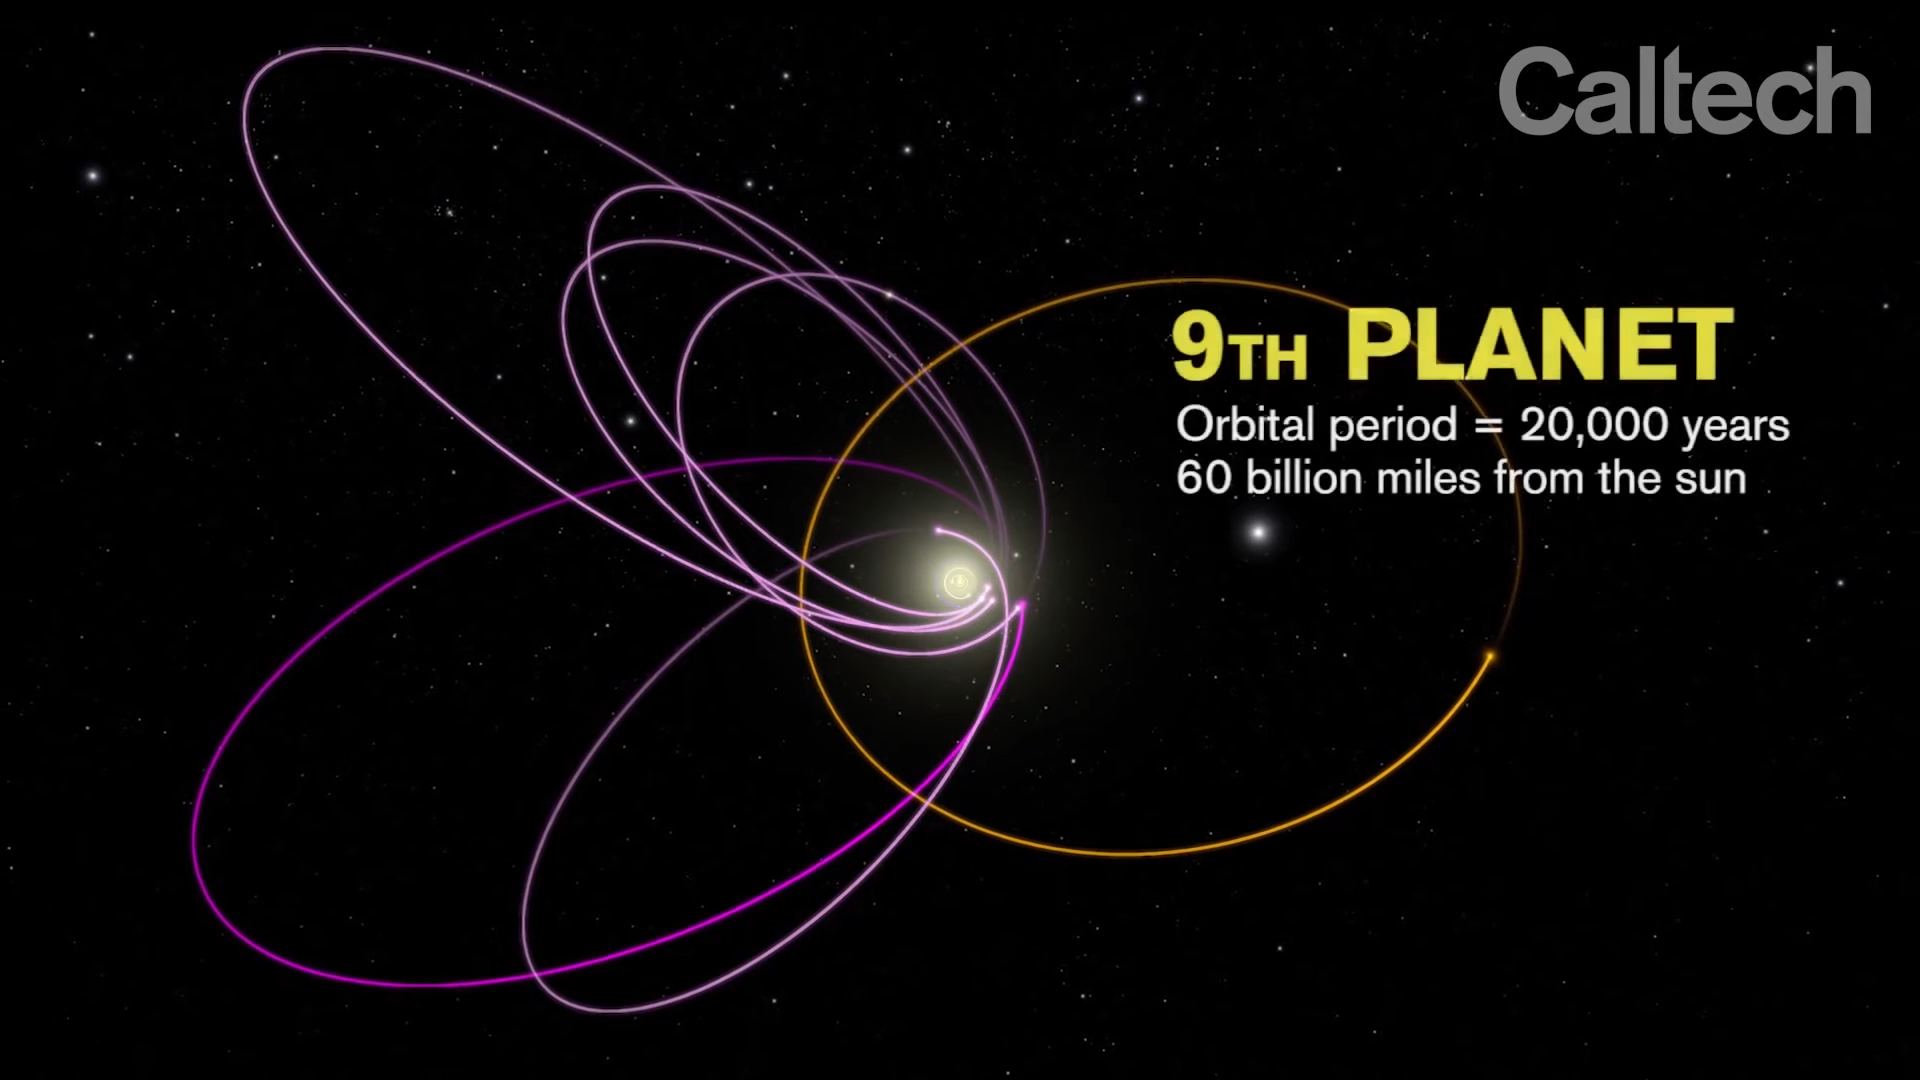 Caltech
9TH PLANET
Orbital period = 20,000 years
60 billion miles from the sun